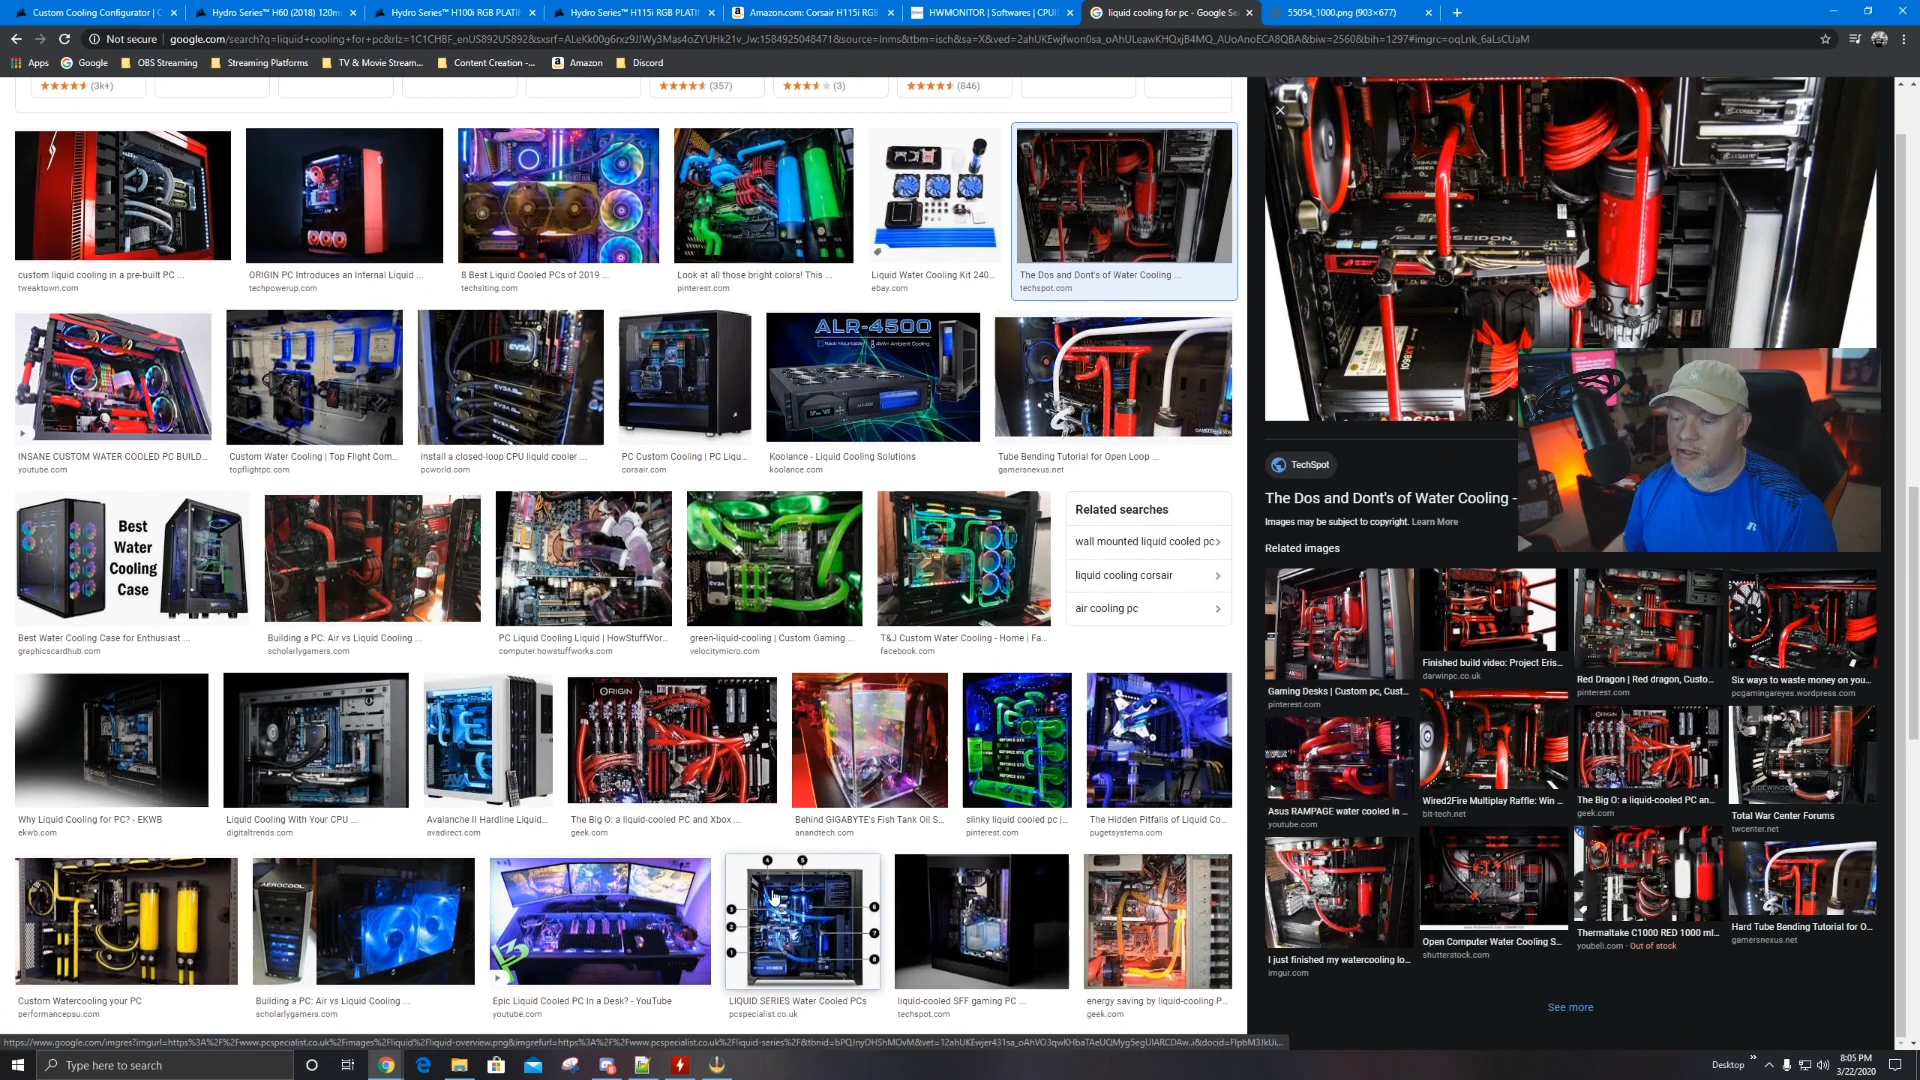 Custom Cooling Configurator | C
Hydro Series™ H60 (2018) 120m
Hydro Series™ H100i RGB PLATI
Hydro Series™ H115i RGB PLATI
Amazon.com: Corsair H115i RGB
HWMONITOR | Softwares | CPUI
liquid cooling for pc - Google Se
55054_1000.png (903×677)
Not secure
Apps
Google
OBS Streaming
Streaming Platforms
TV & Movie Stream...
Content Creation -...
Amazon
Discord
(3k+)
(357)
(3)
(846)
custom liquid cooling in a pre-built PC ...
tweaktown.com
ORIGIN PC Introduces an Internal Liquid ...
techpowerup.com
8 Best Liquid Cooled PCs of 2019 ...
techsiting.com
Look at all those bright colors! This ...
pinterest.com
Liquid Water Cooling Kit 240...
ebay.com
The Dos and Dont's of Water Cooling ...
techspot.com
ALR-4500
INSANE CUSTOM WATER COOLED PC BUILD...
youtube.com
Custom Water Cooling | Top Flight Com...
topflightpc.com
install a closed-loop CPU liquid cooler ...
pcworld.com
PC Custom Cooling | PC Liqu...
corsair.com
Koolance - Liquid Cooling Solutions
koolance.com
Tube Bending Tutorial for Open Loop ...
gamersnexus.net
Best
Water
Cooling
Case
Best Water Cooling Case for Enthusiast ...
graphicscardhub.com
Building a PC: Air vs Liquid Cooling ...
scholarlygamers.com
PC Liquid Cooling Liquid | HowStuffWor...
computer.howstuffworks.com
green-liquid-cooling | Custom Gaming ...
velocitymicro.com
T&J Custom Water Cooling - Home | Fa...
facebook.com
Related searches
wall mounted liquid cooled pc
liquid cooling corsair
air cooling pc
Why Liquid Cooling for PC? - EKWB
ekwb.com
Liquid Cooling With Your CPU ...
digitaltrends.com
Avalanche II Hardline Liquid...
avadirect.com
ORIGIN
The Big O: a liquid-cooled PC and Xbox ...
geek.com
Behind GIGABYTE's Fish Tank Oil S...
anandtech.com
slinky liquid cooled pc |...
pinterest.com
The Hidden Pitfalls of Liquid Co...
pugetsystems.com
AEROCOOL
Custom Watercooling your PC
performancepsu.com
Building a PC: Air vs Liquid Cooling ...
scholarlygamers.com
Epic Liquid Cooled PC In a Desk? - YouTube
youtube.com
LIQUID SERIES Water Cooled PCs
pcspecialist.co.uk
liquid-cooled SFF gaming PC ...
techspot.com
energy saving by liquid-cooling P...
geek.com
TechSpot
The Dos and Dont's of Water Cooling -
Images may be subject to copyright. Learn More
Related images
Gaming Desks | Custom pc, Cust...
pinterest.com
Finished build video: Project Eris...
darwinpc.co.uk
Red Dragon | Red dragon, Custo...
pinterest.com
Six ways to waste money on you...
pcgamingareyes.wordpress.com
Asus RAMPAGE water cooled in ...
youtube.com
Wired2Fire Multiplay Raffle: Win ...
bit-tech.net
The Big O: a liquid-cooled PC an...
geek.com
Total War Center Forums
twcenter.net
I just finished my watercooling lo...
imgur.com
Open Computer Water Cooling S...
shutterstock.com
Thermaltake C1000 RED 1000 ml...
youbeli.com - Out of stock
Hard Tube Bending Tutorial for O...
gamersnexus.net
See more
Type here to search
Desktop
8:05 PM
3/22/2020